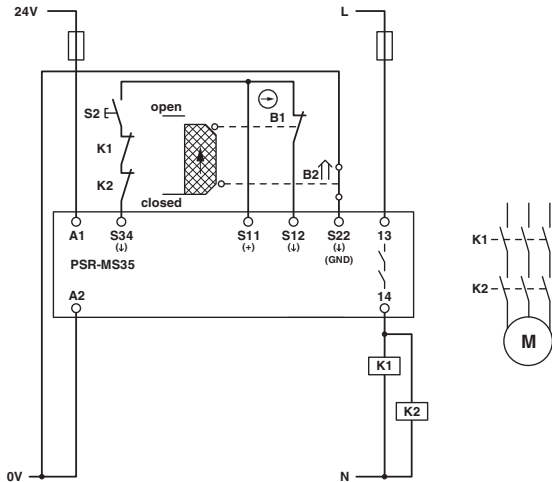 24V
L
S2
open
B1
K1
K2
B2
closed
A1
S34
(↓)
S11
(+)
S12
(↓)
S22
(↓)
(GND)
13
PSR-MS35
A2
14
K1
K2
M
K1
K2
0V
N